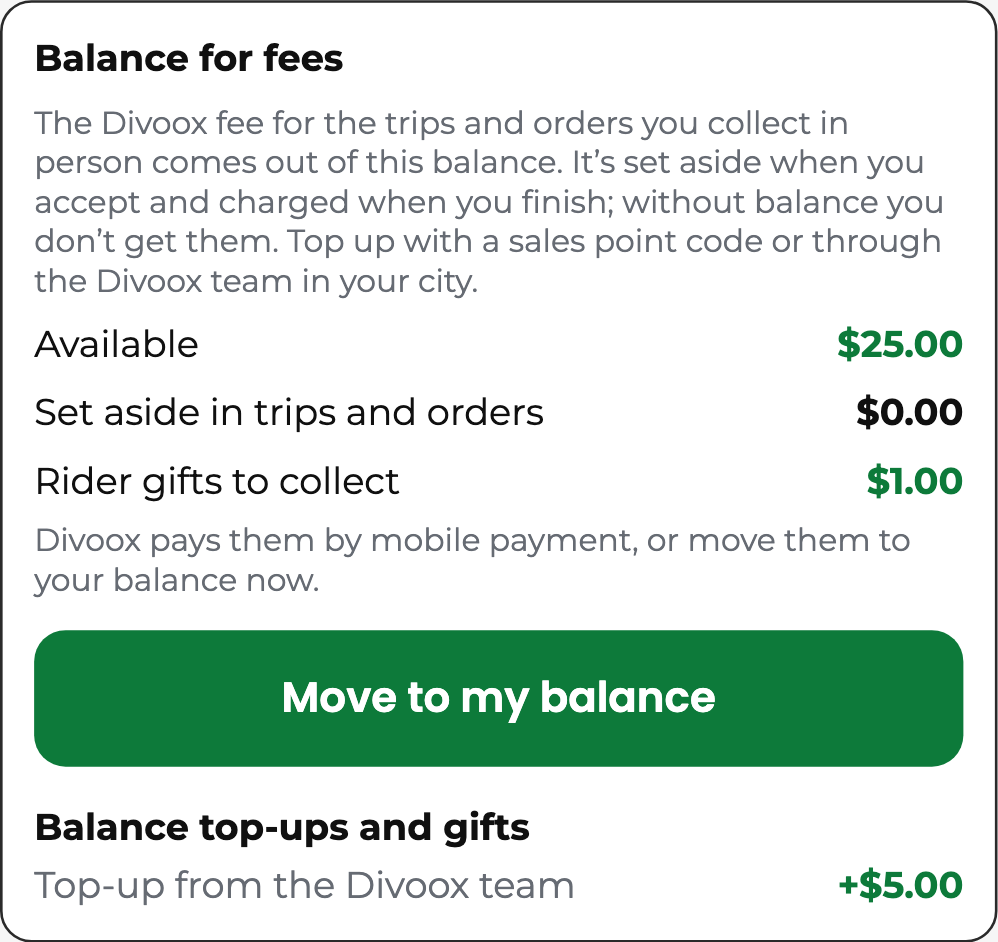 Balance for fees
The Divoox fee for the trips and orders you collect in
person comes out of this balance. It’s set aside when you
accept and charged when you finish; without balance you
don’t get them. Top up with a sales point code or through
the Divoox team in your city.
Available $25.00
Set aside in trips and orders $0.00
Rider gifts to collect $1.00
Divoox pays them by mobile payment, or move them to
your balance now.
Move to my balance
Balance top-ups and gifts
Top-up from the Divoox team +$5.00